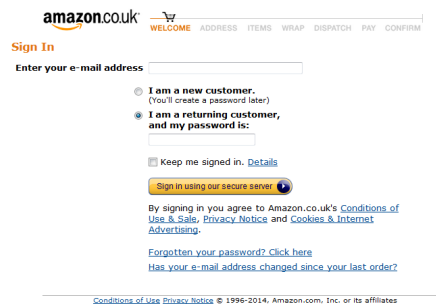 amazon.co.uk
WELCOME ADDRESS ITEMS WRAP DISPATCH PAY CONFIRM
Sign In
Enter your e-mail address
I am a new customer.
(You'll create a password later)
I am a returning customer,
and my password is:
Keep me signed in. Details
Sign in using our secure server
By signing in you agree to Amazon.co.uk's Conditions of
Use & Sale, Privacy Notice and Cookies & Internet
Advertising.
Forgotten your password? Click here
Has your e-mail address changed since your last order?
Conditions of Use Privacy Notice © 1996-2014, Amazon.com, Inc. or its affiliates